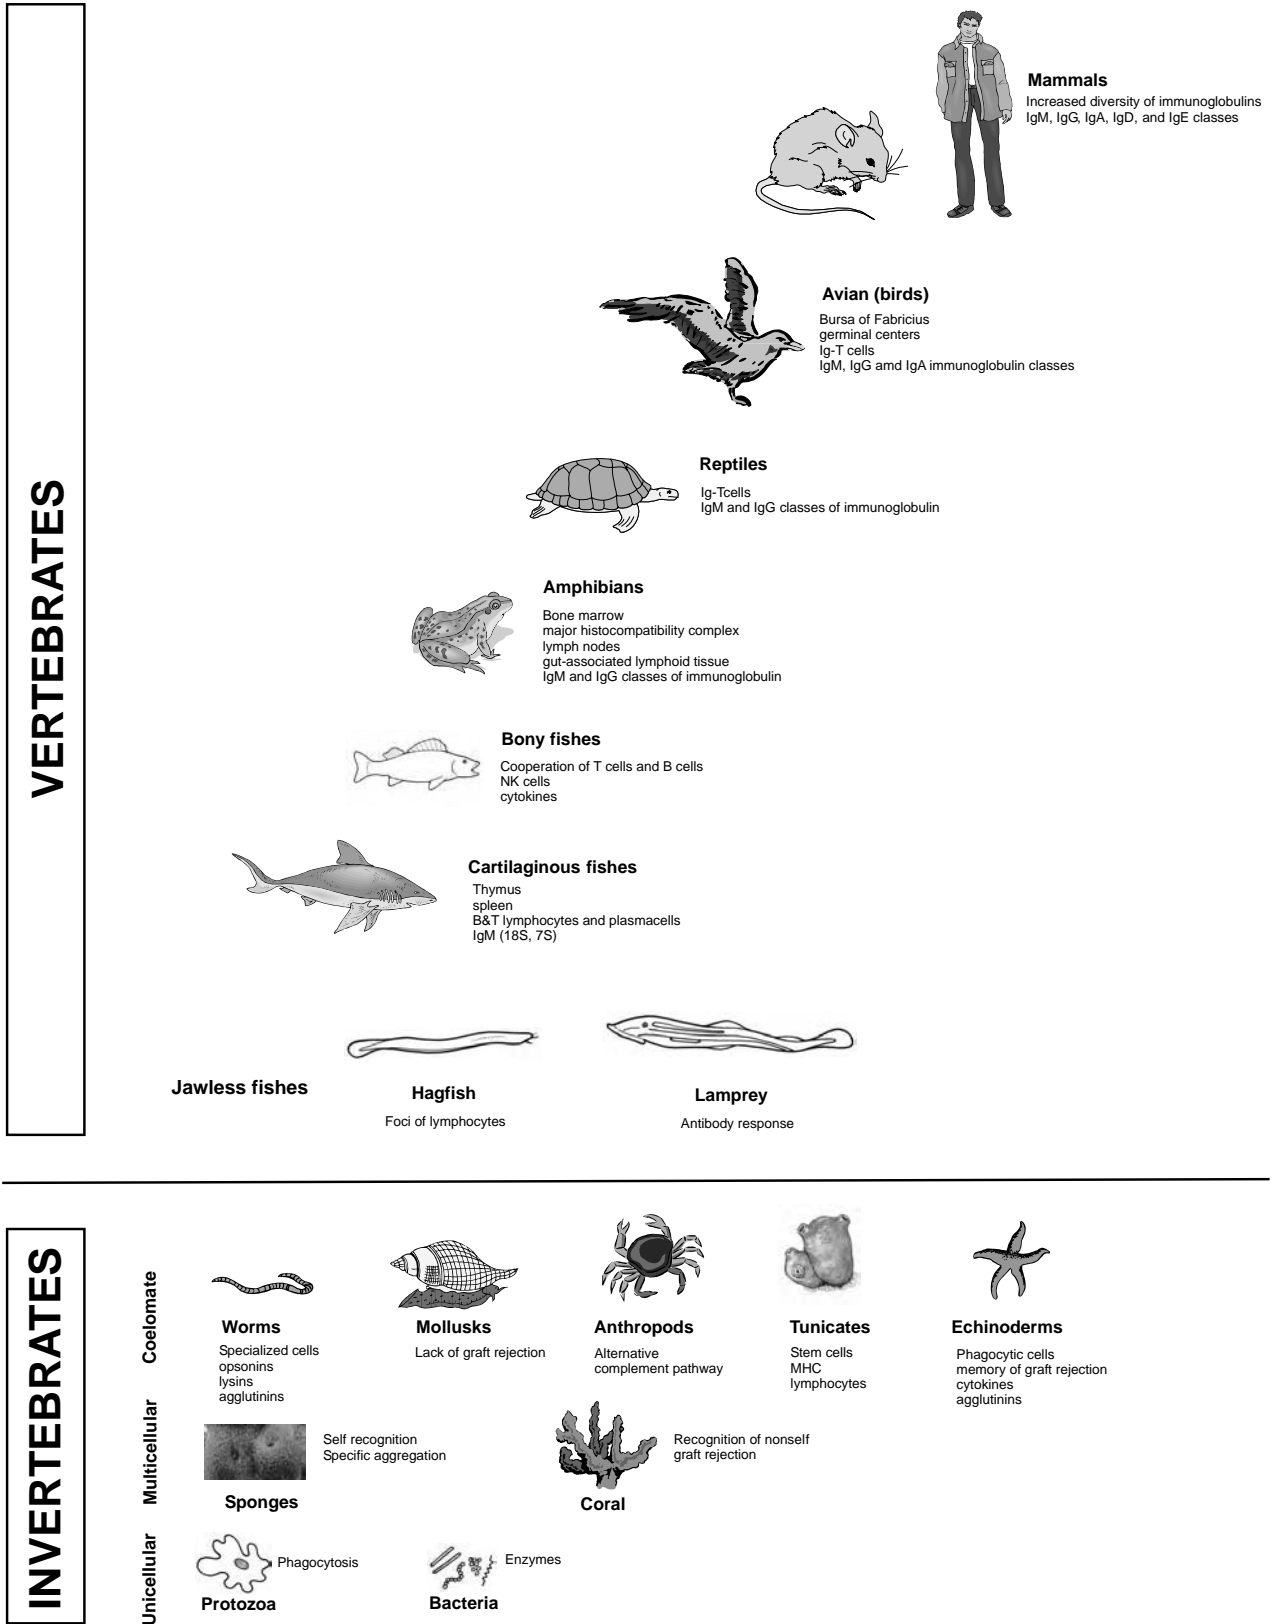 VERTEBRATES
Mammals
Increased diversity of immunoglobulins
IgM, IgG, IgA, IgD, and IgE classes
Avian (birds)
Bursa of Fabricius
germinal centers
Ig-T cells
IgM, IgG amd IgA immunoglobulin classes
Reptiles
Ig-Tcells
IgM and IgG classes of immunoglobulin
Amphibians
Bone marrow
major histocompatibility complex
lymph nodes
gut-associated lymphoid tissue
IgM and IgG classes of immunoglobulin
Bony fishes
Cooperation of T cells and B cells
NK cells
cytokines
Cartilaginous fishes
Thymus
spleen
B&T lymphocytes and plasmacells
IgM (18S, 7S)
Jawless fishes
Hagfish
Foci of lymphocytes
Lamprey
Antibody response
INVERTEBRATES
Coelomate
Worms
Specialized cells
opsonins
lysins
agglutinins
Mollusks
Lack of graft rejection
Anthropods
Alternative
complement pathway
Tunicates
Stem cells
MHC
lymphocytes
Echinoderms
Phagocytic cells
memory of graft rejection
cytokines
agglutinins
Multicellular
Self recognition
Specific aggregation
Sponges
Recognition of nonself
graft rejection
Coral
Unicellular
Phagocytosis
Protozoa
Enzymes
Bacteria